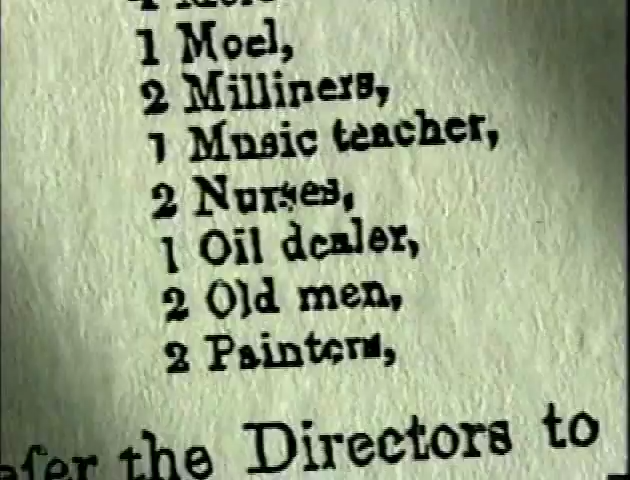 1 Moel,
2 Milliners,
1 Music teacher,
2 Nurses,
1 Oil dealer,
2 Old men,
2 Painters,
the Directors to